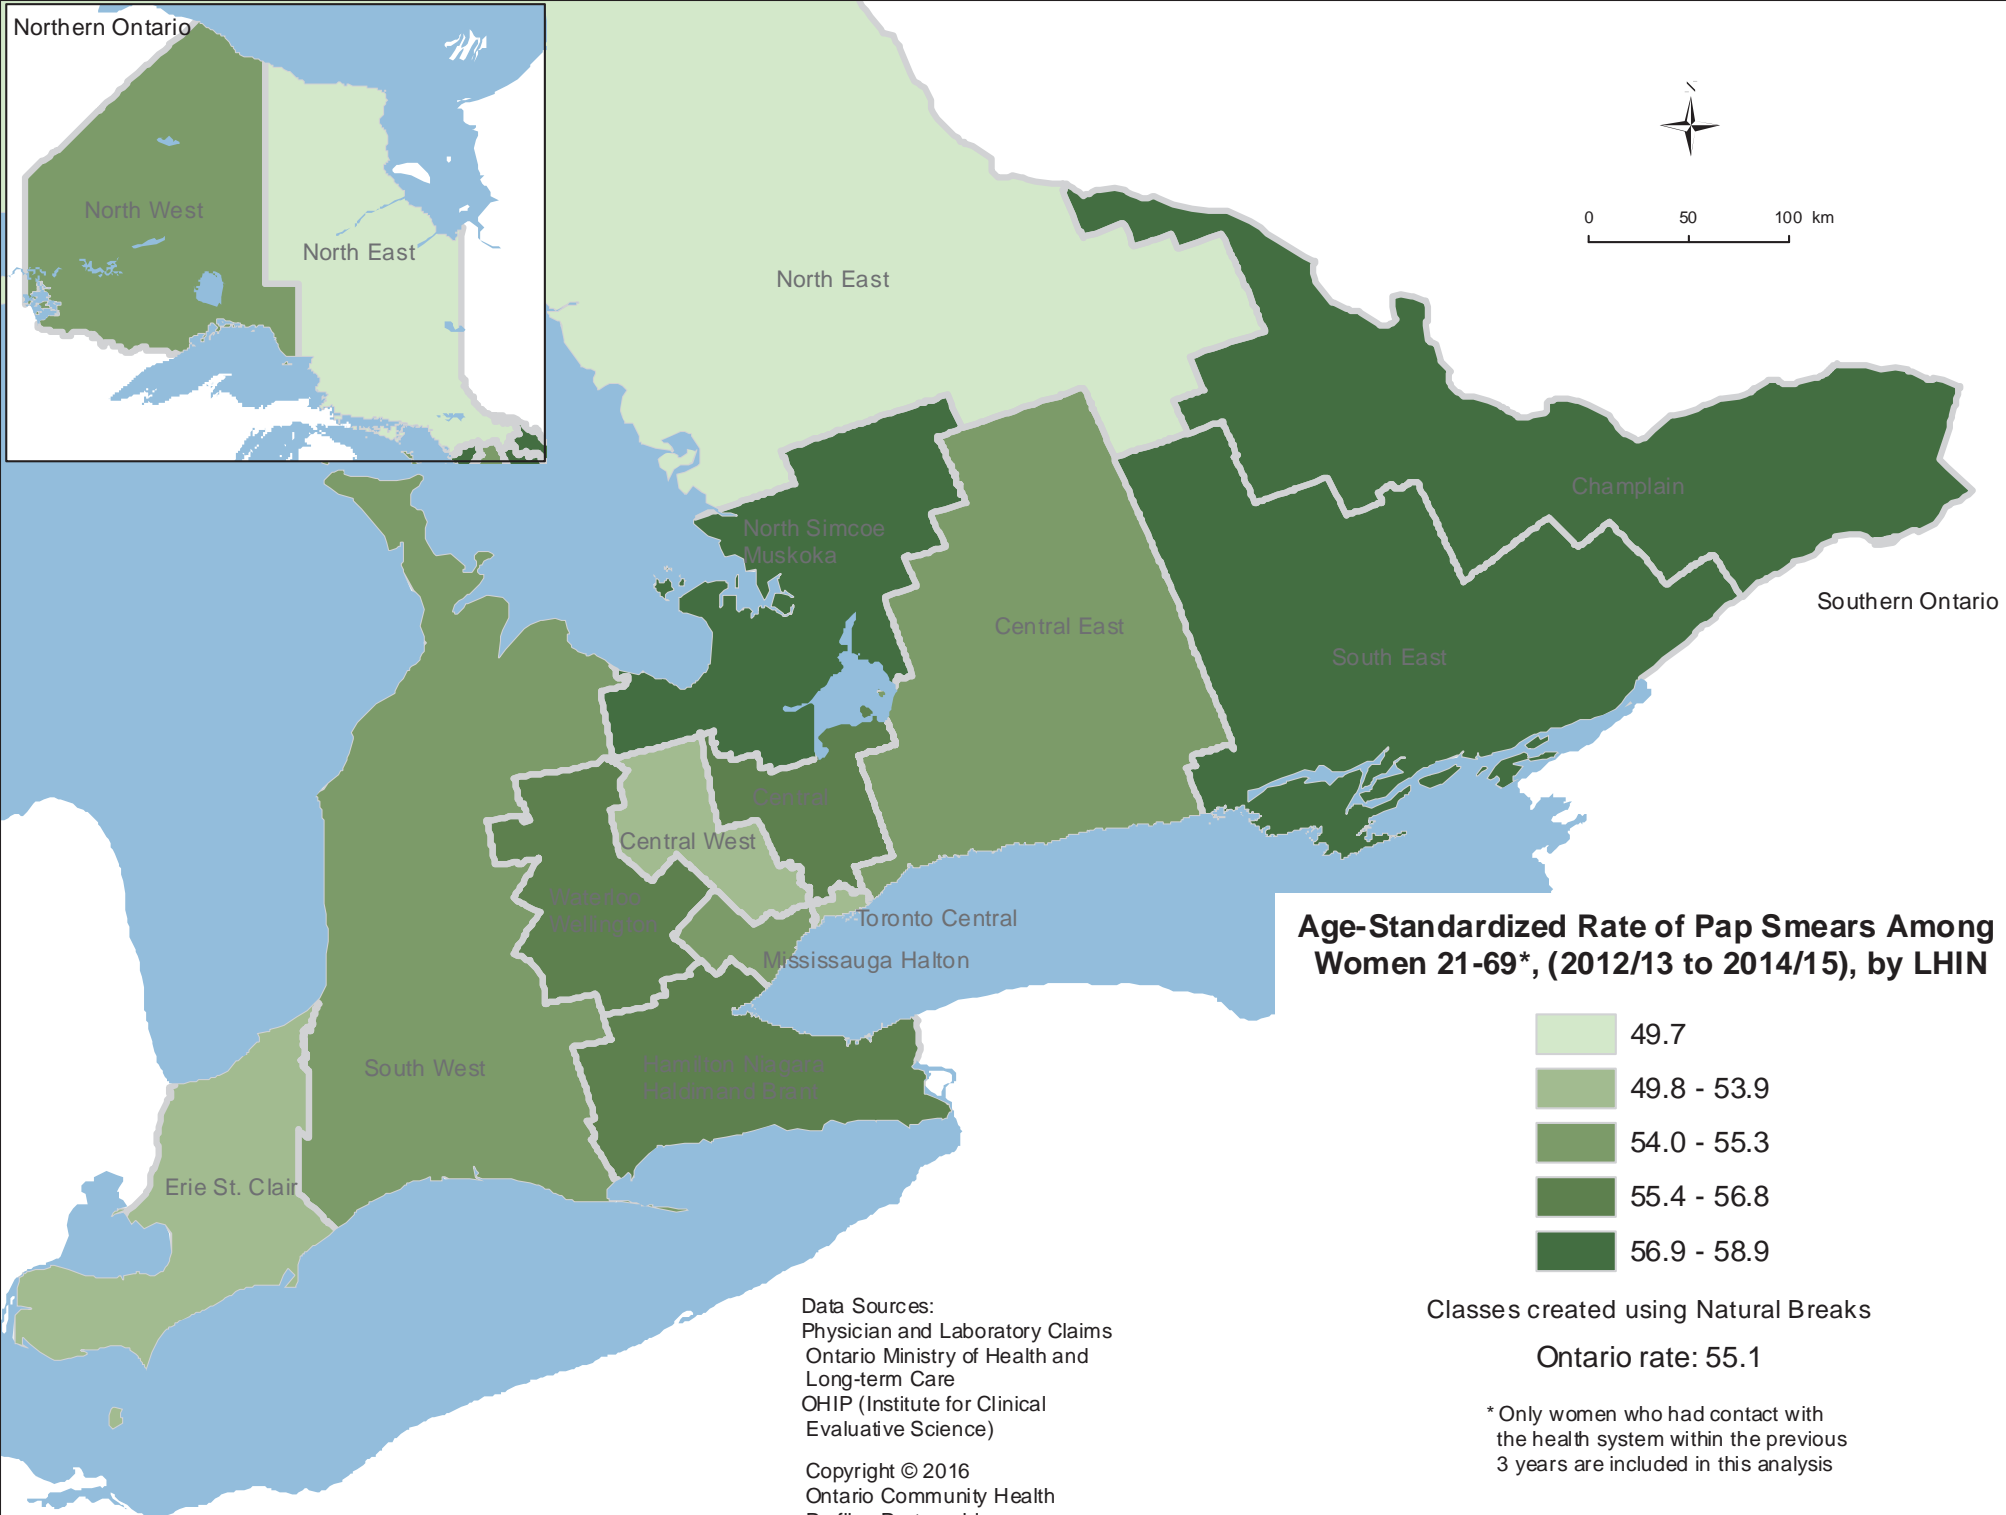 Northern Ontario
North West
North East
North East
N
0 50 100 km
Champlain
North Simcoe
Muskoka
Southern Ontario
Central East
South East
Central
Central West
Waterloo
Wellington
Toronto Central
Mississauga Halton
South West
Hamilton Niagara
Haldimand Brant
Erie St. Clair
Age-Standardized Rate of Pap Smears Among
Women 21-69*, (2012/13 to 2014/15), by LHIN
49.7
49.8 - 53.9
54.0 - 55.3
55.4 - 56.8
56.9 - 58.9
Classes created using Natural Breaks
Ontario rate: 55.1
* Only women who had contact with
the health system within the previous
3 years are included in this analysis
Data Sources:
Physician and Laboratory Claims
Ontario Ministry of Health and
Long-term Care
OHIP (Institute for Clinical
Evaluative Science)
Copyright © 2016
Ontario Community Health